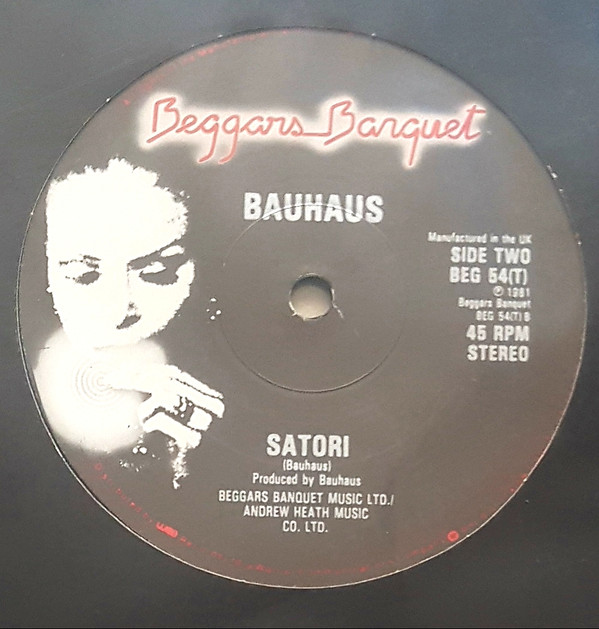 Beggars Banquet
BAUHAUS
Manufactured in the UK
SIDE TWO
BEG 54(T)
℗ 1981
Beggars Banquet
BEG 54(T) B
45 RPM
STEREO
SATORI
(Bauhaus)
Produced by Bauhaus
BEGGARS BANQUET MUSIC LTD./
ANDREW HEATH MUSIC
CO. LTD.